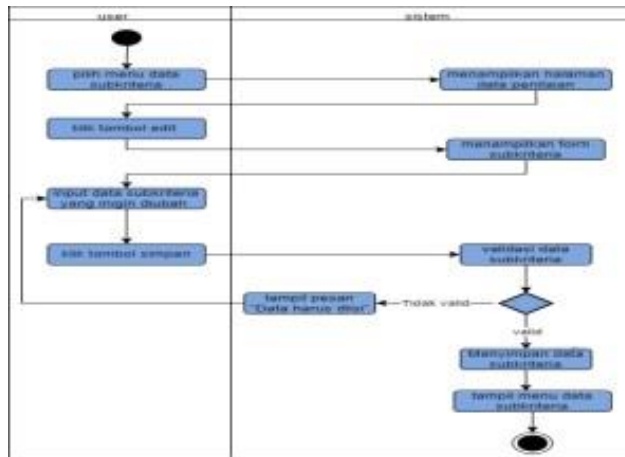 user
sistem
pilih menu data
subkriteria
menampilkan halaman
data penilaian
klik tombol edit
menampilkan form
subkriteria
input data subkriteria
yang ingin diubah
klik tombol simpan
validasi data
subkriteria
tampil pesan
"Data harus diisi"
Tidak valid
valid
Menyimpan data
subkriteria
tampil menu data
subkriteria